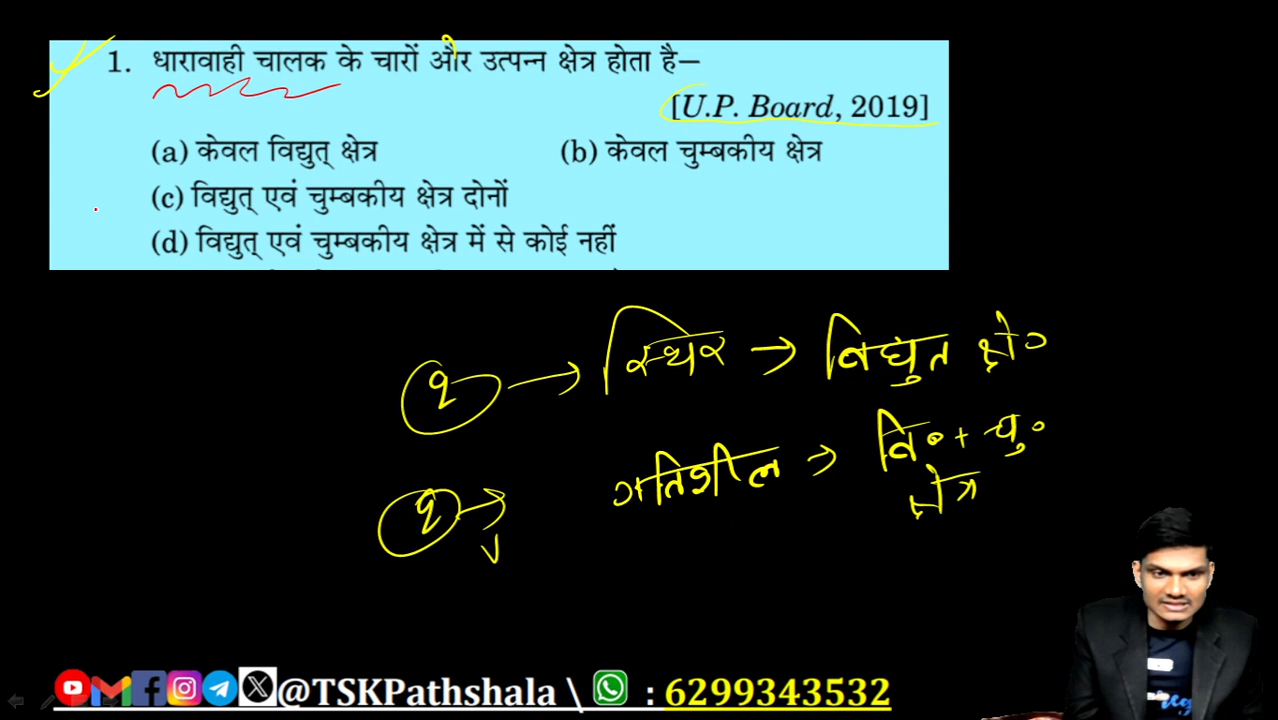 1. धारावाही चालक के चारों और उत्पन्न क्षेत्र होता है—
[U.P. Board, 2019]
(a) केवल विद्युत् क्षेत्र (b) केवल चुम्बकीय क्षेत्र
(c) विद्युत् एवं चुम्बकीय क्षेत्र दोनों
(d) विद्युत् एवं चुम्बकीय क्षेत्र में से कोई नहीं
q → स्थिर → विद्युत क्षे०
q → v गतिशील → वि० + चु०
क्षेत्र
@TSKPathshala \ : 6299343532